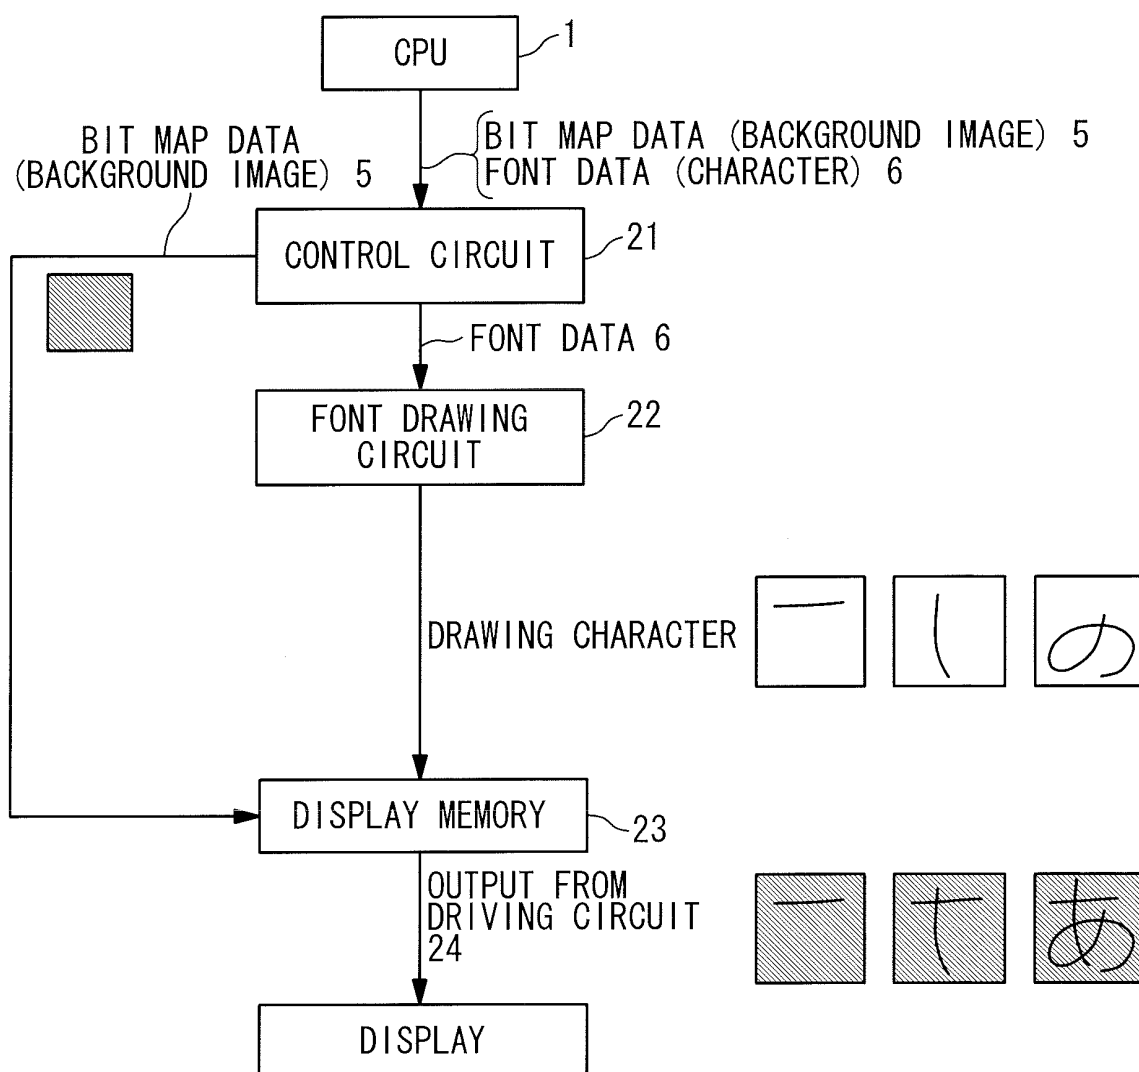 CPU
1
BIT MAP DATA
(BACKGROUND IMAGE) 5
BIT MAP DATA (BACKGROUND IMAGE) 5
FONT DATA (CHARACTER) 6
CONTROL CIRCUIT
21
FONT DATA 6
FONT DRAWING
CIRCUIT
22
DRAWING CHARACTER
DISPLAY MEMORY
23
OUTPUT FROM
DRIVING CIRCUIT
24
あ
DISPLAY